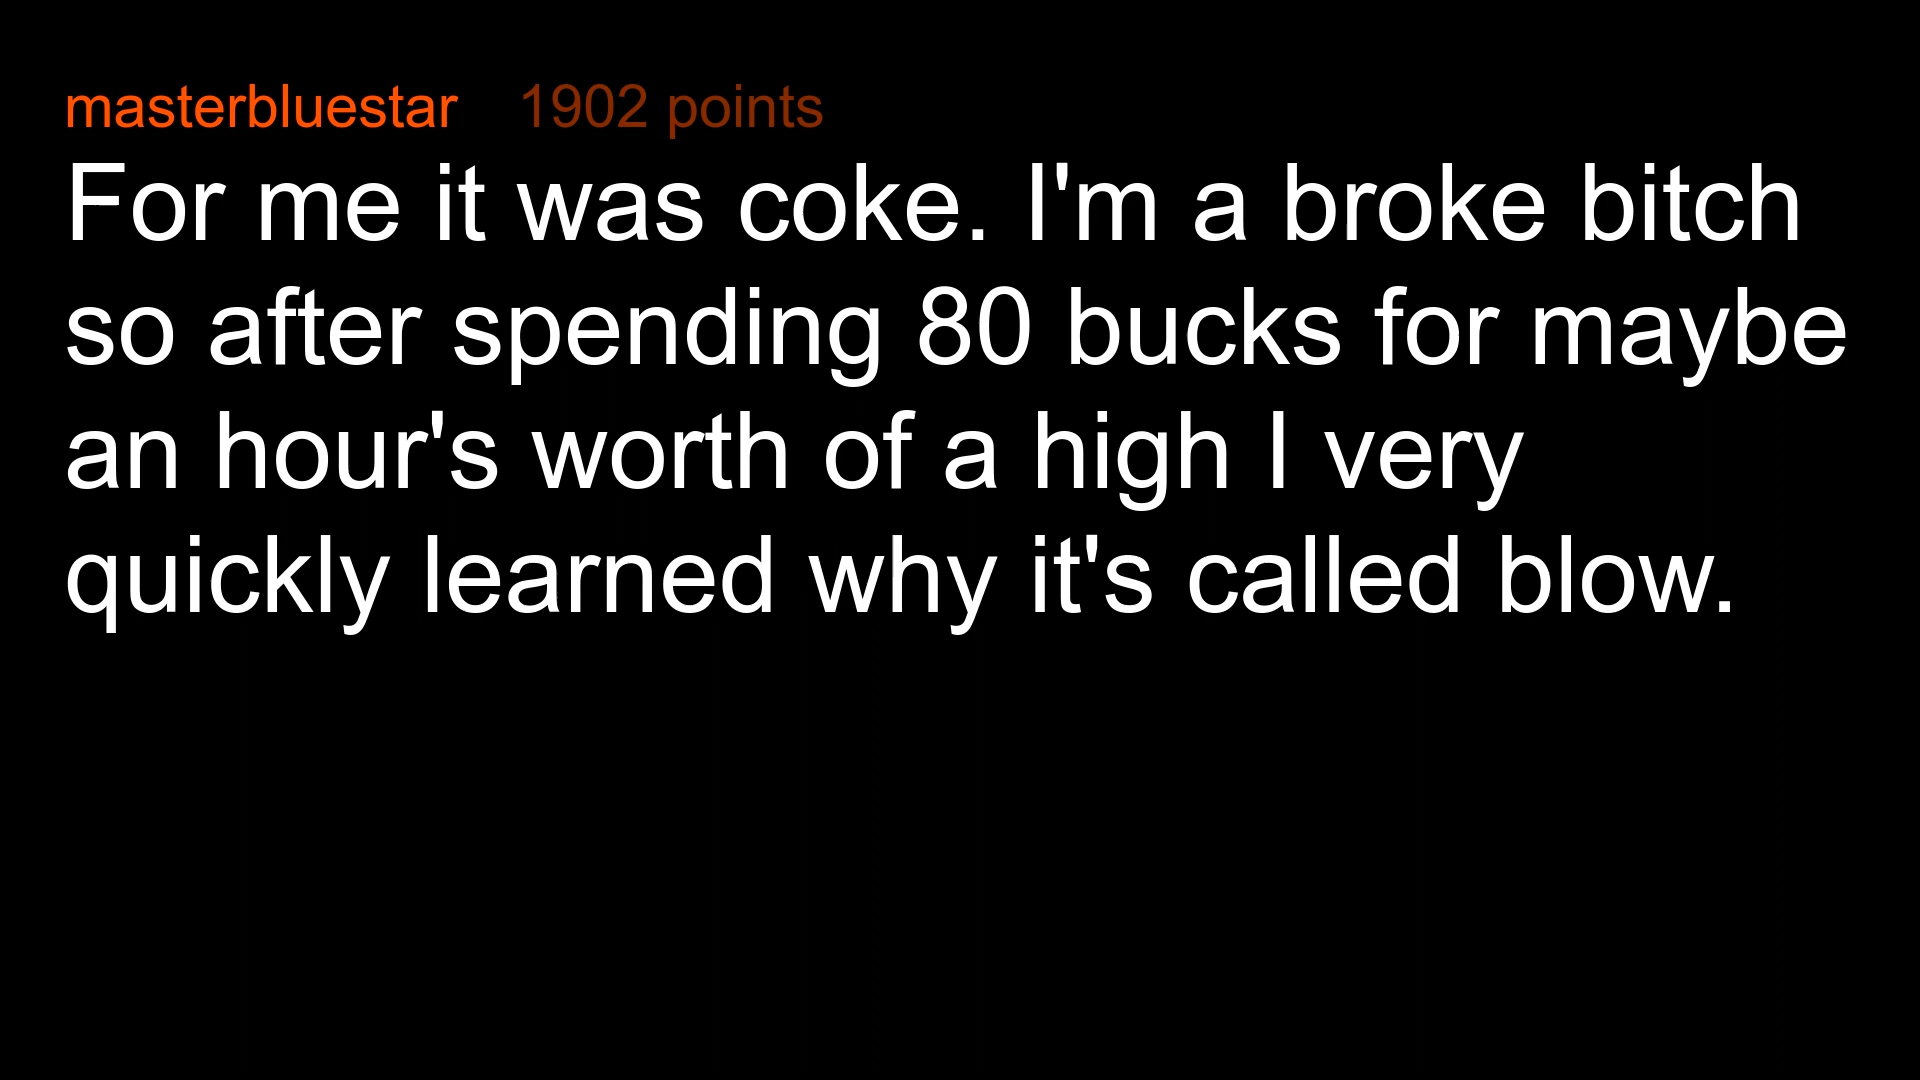 masterbluestar 1902 points
For me it was coke. I'm a broke bitch
so after spending 80 bucks for maybe
an hour's worth of a high I very
quickly learned why it's called blow.